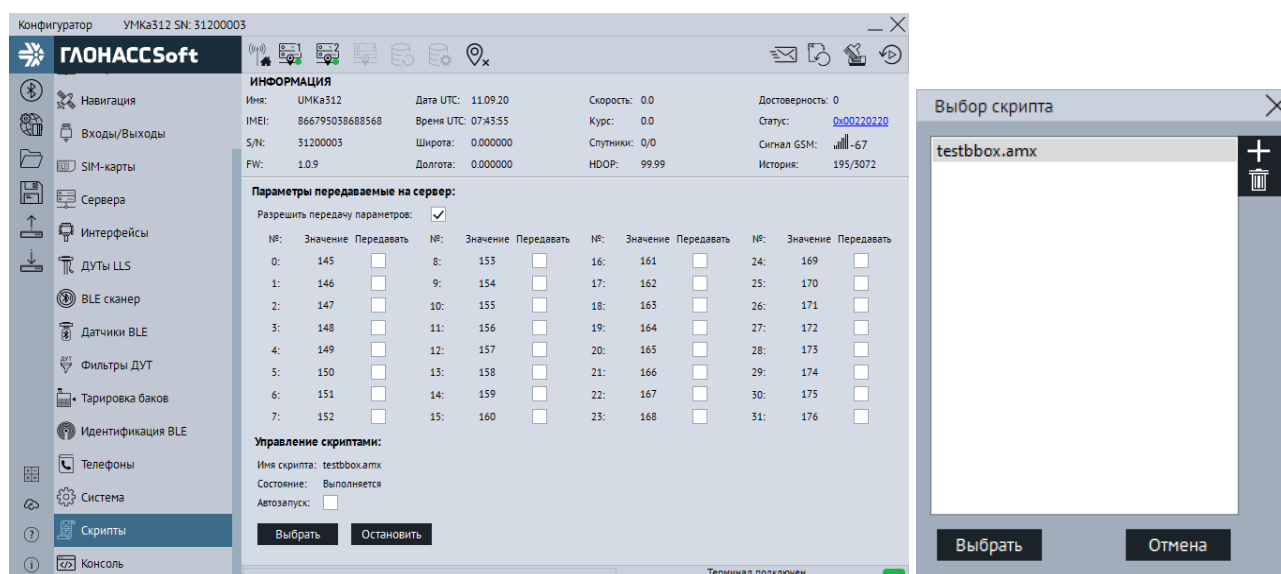 Конфигуратор УМКа312 SN: 31200003
ГЛОНАССSoft
Навигация
Входы/Выходы
SIM-карты
Сервера
Интерфейсы
ДУТы LLS
BLE сканер
Датчики BLE
Фильтры ДУТ
Тарировка баков
Идентификация BLE
Телефоны
Система
Скрипты
Консоль
ИНФОРМАЦИЯ
Имя: UMKa312 Дата UTC: 11.09.20 Скорость: 0.0 Достоверность: 0
IMEI: 866795038688568 Время UTC: 07:43:55 Курс: 0.0 Статус: 0x00220220
S/N: 31200003 Широта: 0.000000 Спутники: 0/0 Сигнал GSM: -67
FW: 1.0.9 Долгота: 0.000000 HDOP: 99.99 История: 195/3072
Параметры передаваемые на сервер:
Разрешить передачу параметров:
№: Значение Передавать №: Значение Передавать №: Значение Передавать №: Значение Передавать
0: 145 8: 153 16: 161 24: 169
1: 146 9: 154 17: 162 25: 170
2: 147 10: 155 18: 163 26: 171
3: 148 11: 156 19: 164 27: 172
4: 149 12: 157 20: 165 28: 173
5: 150 13: 158 21: 166 29: 174
6: 151 14: 159 22: 167 30: 175
7: 152 15: 160 23: 168 31: 176
Управление скриптами:
Имя скрипта: testbbox.amx
Состояние: Выполняется
Автозапуск:
Выбрать Остановить
Терминал подключен
Выбор скрипта
testbbox.amx
Выбрать Отмена